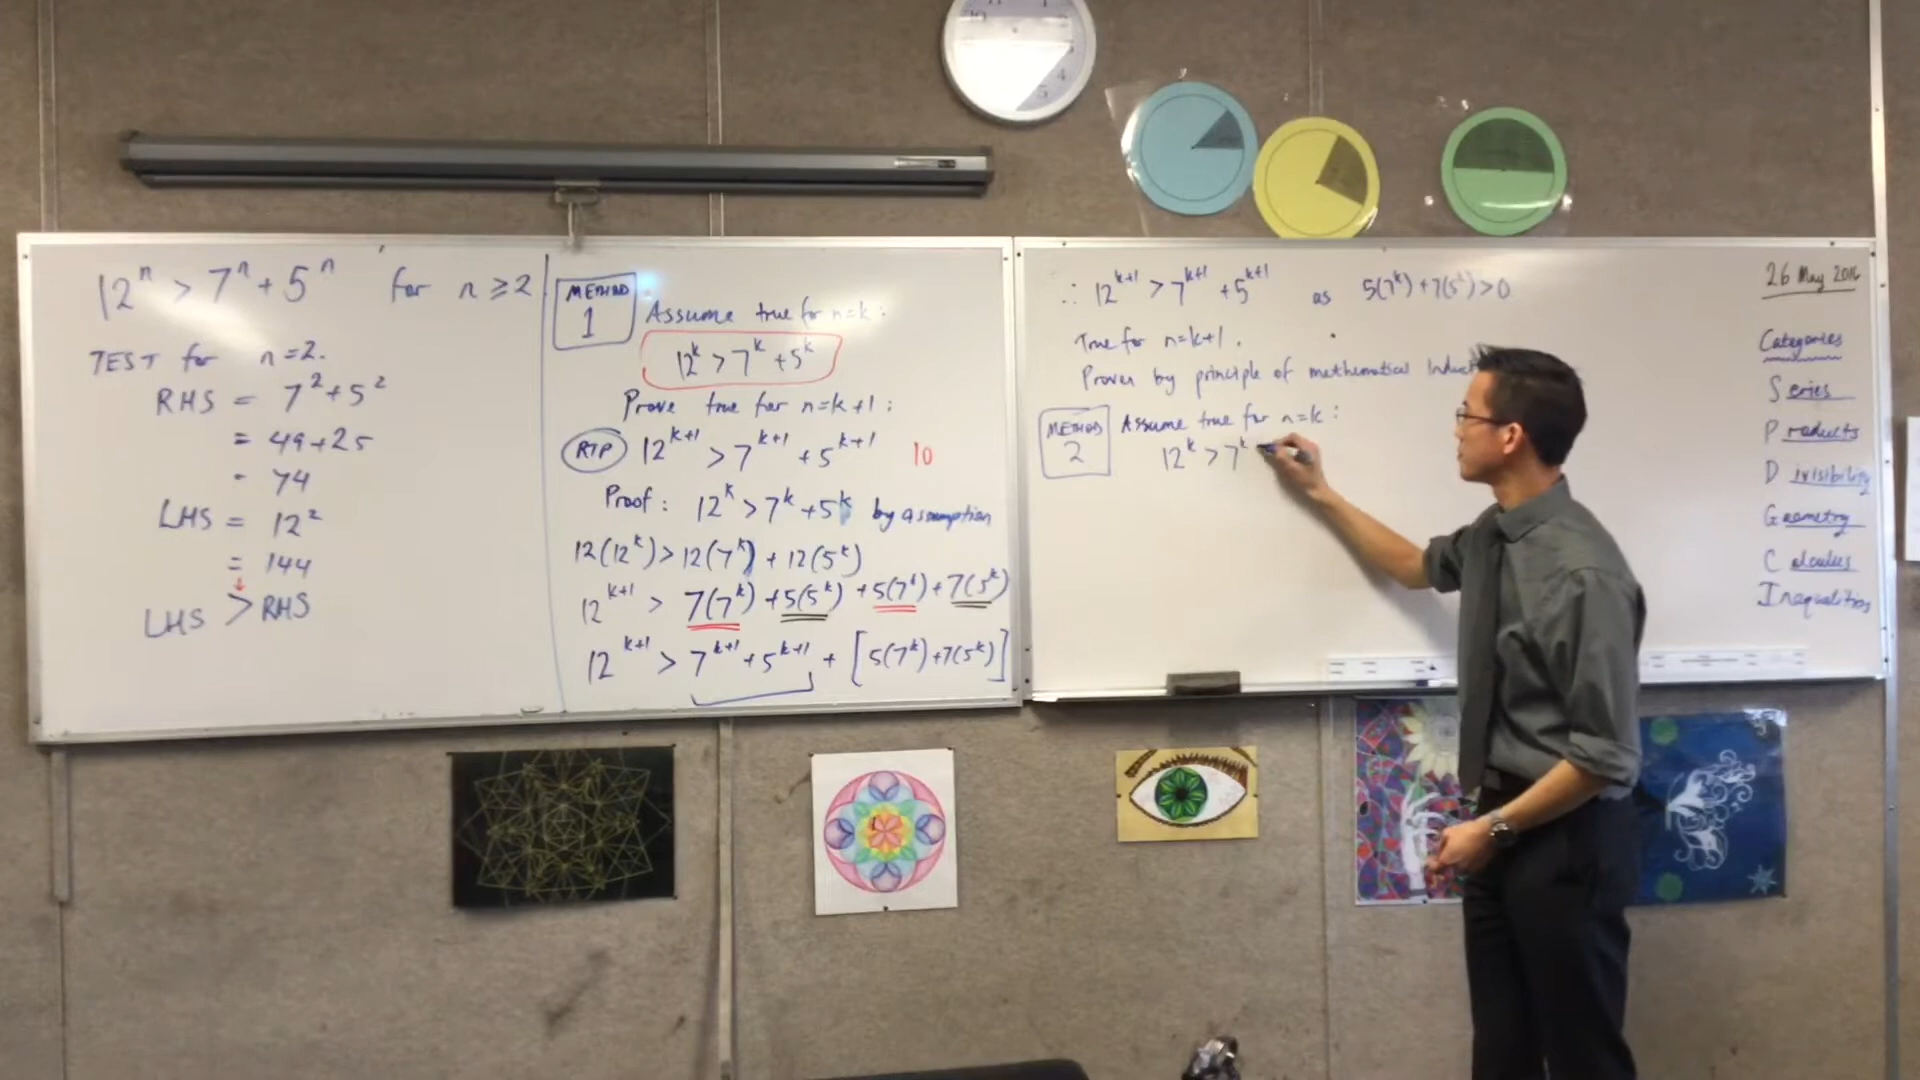 12ⁿ > 7ⁿ + 5ⁿ for n ≥ 2
TEST for n=2.
RHS = 7² + 5²
= 49 + 25
= 74
LHS = 12²
= 144
LHS > RHS
METHOD 1
Assume true for n=k:
12ᵏ > 7ᵏ + 5ᵏ
Prove true for n=k+1:
RTP 12ᵏ⁺¹ > 7ᵏ⁺¹ + 5ᵏ⁺¹ 10
Proof: 12ᵏ > 7ᵏ + 5ᵏ by assumption
12(12ᵏ) > 12(7ᵏ) + 12(5ᵏ)
12ᵏ⁺¹ > 7(7ᵏ) + 5(5ᵏ) + 5(7ᵏ) + 7(5ᵏ)
12ᵏ⁺¹ > 7ᵏ⁺¹ + 5ᵏ⁺¹ + [5(7ᵏ) + 7(5ᵏ)]
∴ 12ᵏ⁺¹ > 7ᵏ⁺¹ + 5ᵏ⁺¹ as 5(7ᵏ) + 7(5ᵏ) > 0
True for n=k+1.
Proven by principle of mathematical
METHOD 2
Assume true for n=k:
12ᵏ > 7ᵏ
26 May 2016
Categories
Series
Products
Divisibility
Geometry
Calculus
Inequalities